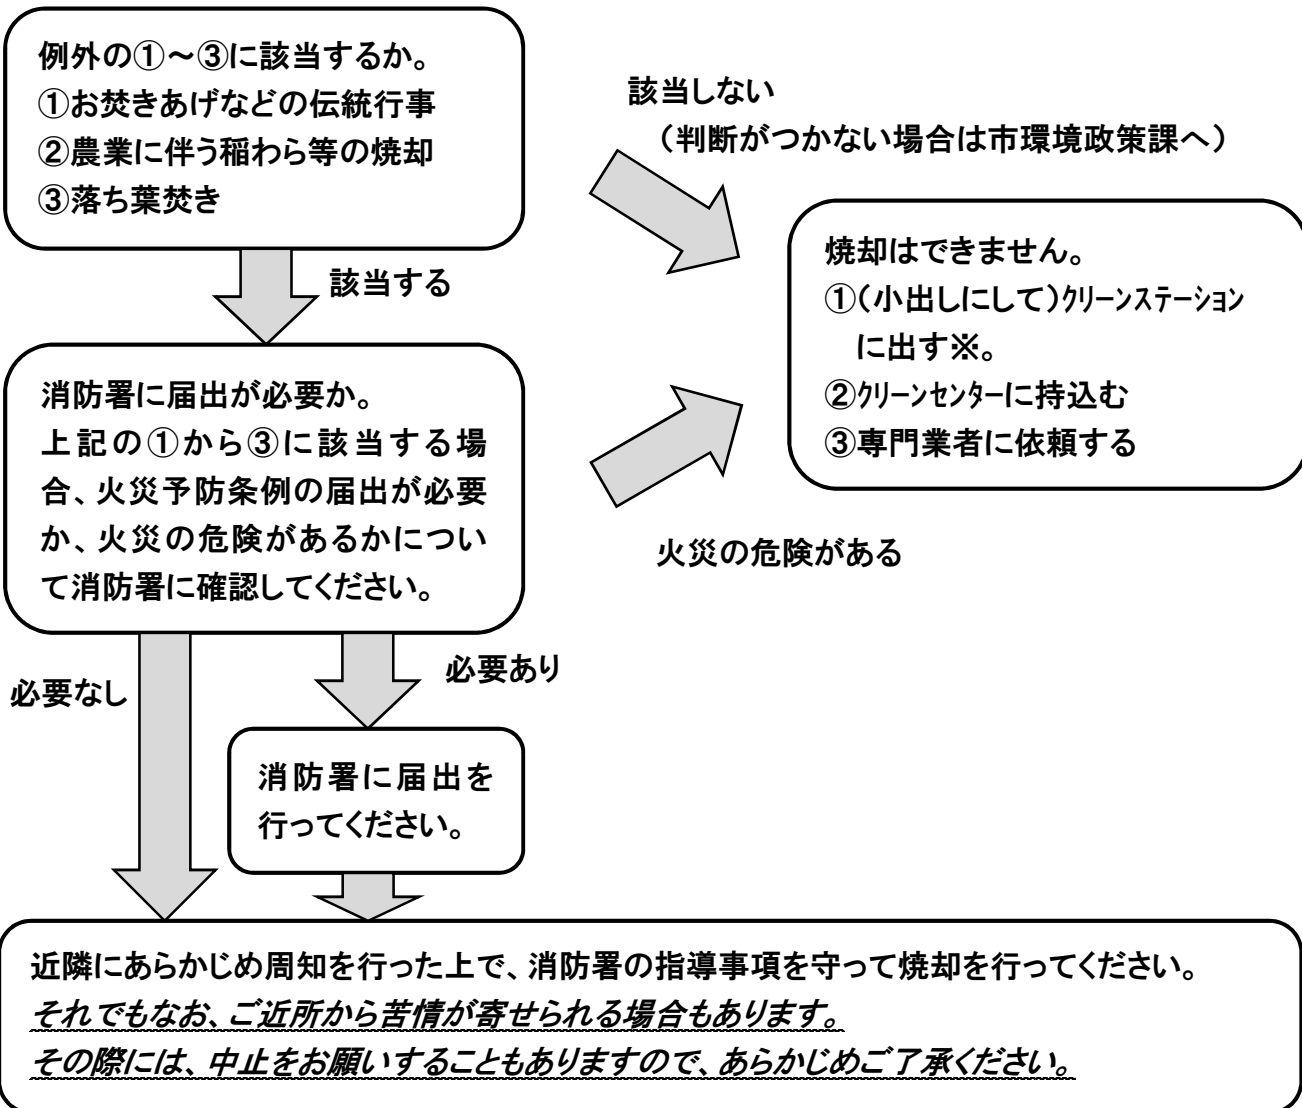 例外の①～③に該当するか。
①お焚きあげなどの伝統行事
②農業に伴う稲わら等の焼却
③落ち葉焚き
該当しない
（判断がつかない場合は市環境政策課へ）
該当する
焼却はできません。
①（小出しにして）ｸﾘｰﾝｽﾃｰｼｮﾝ
に出す※。
②ｸﾘｰﾝｾﾝﾀｰに持込む
③専門業者に依頼する
消防署に届出が必要か。
上記の①から③に該当する場
合、火災予防条例の届出が必要
か、火災の危険があるかについ
て消防署に確認してください。
火災の危険がある
必要なし
必要あり
消防署に届出を
行ってください。
近隣にあらかじめ周知を行った上で、消防署の指導事項を守って焼却を行ってください。
それでもなお、ご近所から苦情が寄せられる場合もあります。
その際には、中止をお願いすることもありますので、あらかじめご了承ください。